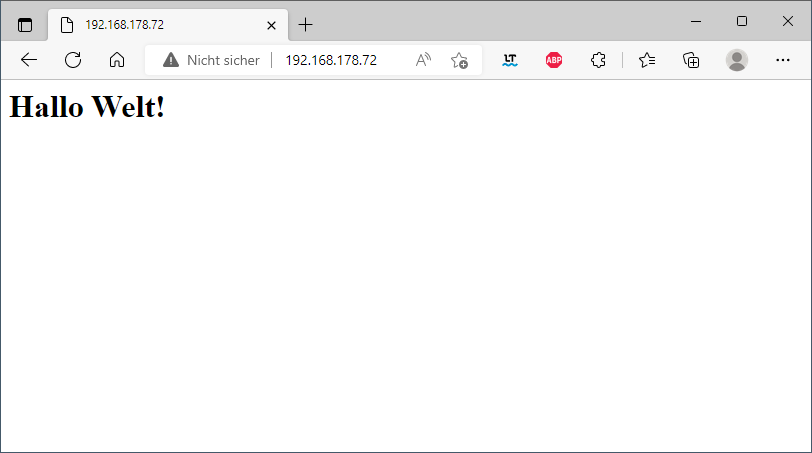 192.168.178.72
Nicht sicher 192.168.178.72
LT
ABP
Hallo Welt!